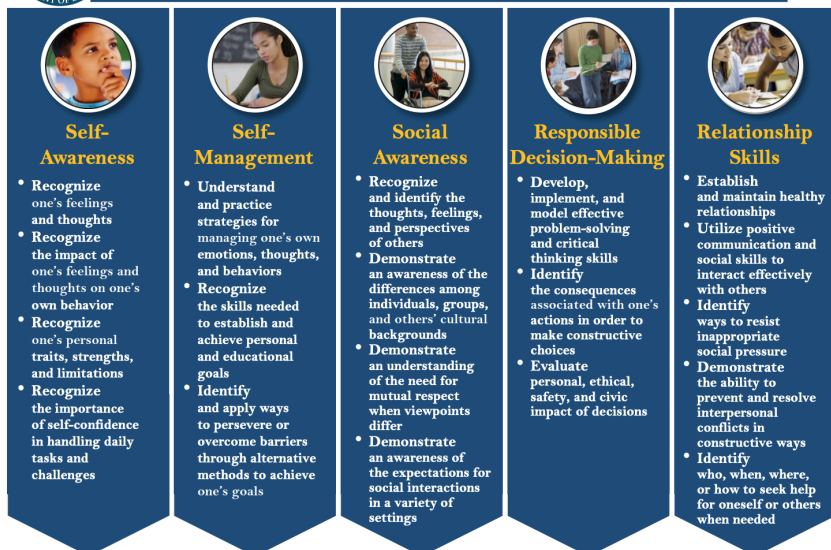 Self-
Awareness
• Recognize
one's feelings
and thoughts
• Recognize
the impact of
one's feelings and
thoughts on one's
own behavior
• Recognize
one's personal
traits, strengths,
and limitations
• Recognize
the importance
of self-confidence
in handling daily
tasks and
challenges
Self-
Management
• Understand
and practice
strategies for
managing one's own
emotions, thoughts,
and behaviors
• Recognize
the skills needed
to establish and
achieve personal
and educational
goals
• Identify
and apply ways
to persevere or
overcome barriers
through alternative
methods to achieve
one's goals
Social
Awareness
• Recognize
and identify the
thoughts, feelings,
and perspectives
of others
• Demonstrate
an awareness of the
differences among
individuals, groups,
and others' cultural
backgrounds
• Demonstrate
an understanding
of the need for
mutual respect
when viewpoints
differ
• Demonstrate
an awareness of
the expectations for
social interactions
in a variety of
settings
Responsible
Decision-Making
• Develop,
implement, and
model effective
problem-solving
and critical
thinking skills
• Identify
the consequences
associated with one's
actions in order to
make constructive
choices
• Evaluate
personal, ethical,
safety, and civic
impact of decisions
Relationship
Skills
• Establish
and maintain healthy
relationships
• Utilize positive
communication and
social skills to
interact effectively
with others
• Identify
ways to resist
inappropriate
social pressure
• Demonstrate
the ability to
prevent and resolve
interpersonal
conflicts in
constructive ways
• Identify
who, when, where,
or how to seek help
for oneself or others
when needed